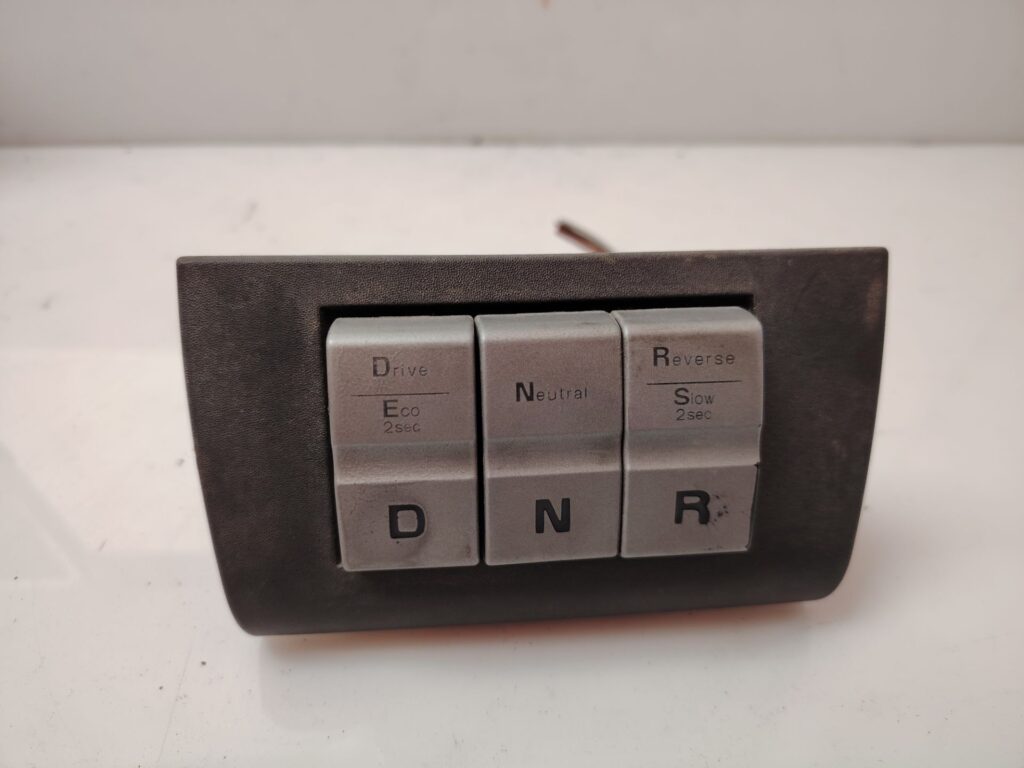 Drive
Eco
2sec
D
Neutral
N
Reverse
Slow
2sec
R